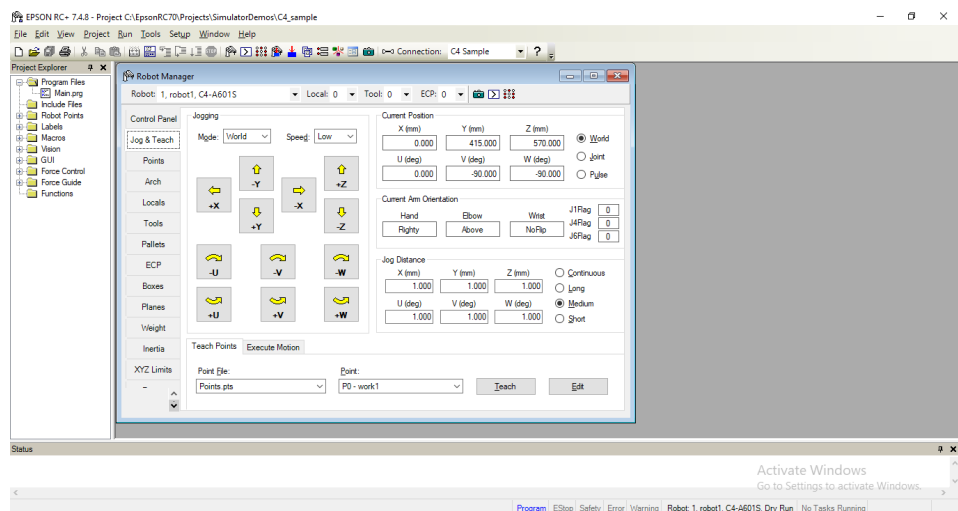 EPSON RC+ 7.4.8 - Project C:\EpsonRC70\Projects\SimulatorDemos\C4_sample
File Edit View Project Run Tools Setup Window Help
Connection: C4 Sample
Project Explorer
Program Files
Main.prg
Include Files
Robot Points
Labels
Macros
Vision
GUI
Force Control
Force Guide
Functions
Robot Manager
Robot: 1, robot1, C4-A601S Local: 0 Tool: 0 ECP: 0
Control Panel
Jog & Teach
Points
Arch
Locals
Tools
Pallets
ECP
Boxes
Planes
Weight
Inertia
XYZ Limits
Jogging
Mode: World Speed: Low
-Y +Z
+X -X
+Y -Z
-U -V -W
+U +V +W
Current Position
X (mm) Y (mm) Z (mm)
0.000 415.000 570.000
U (deg) V (deg) W (deg)
0.000 -90.000 -90.000
World
Joint
Pulse
Current Arm Orientation
Hand Elbow Wrist
Righty Above NoFlip
J1Flag 0
J4Flag 0
J6Flag 0
Jog Distance
X (mm) Y (mm) Z (mm)
1.000 1.000 1.000
U (deg) V (deg) W (deg)
1.000 1.000 1.000
Continuous
Long
Medium
Short
Teach Points Execute Motion
Point File: Point:
Points.pts P0 - work1 Teach Edit
Status
Activate Windows
Go to Settings to activate Windows.
Program EStop Safety Error Warning Robot: 1, robot1, C4-A601S, Dry Run No Tasks Running